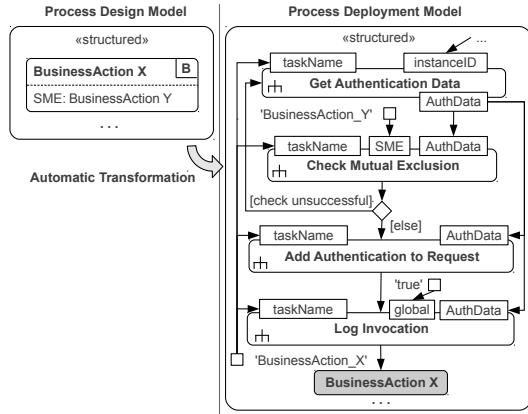 Process Design Model
«structured»
BusinessAction X
B
SME: BusinessAction Y
. . .
Automatic Transformation
Process Deployment Model
«structured»
...
taskName
instanceID
Get Authentication Data
AuthData
'BusinessAction_Y'
taskName
SME
AuthData
Check Mutual Exclusion
[check unsuccessful]
[else]
taskName
AuthData
Add Authentication to Request
'true'
taskName
global
AuthData
Log Invocation
'BusinessAction_X'
BusinessAction X
. . .